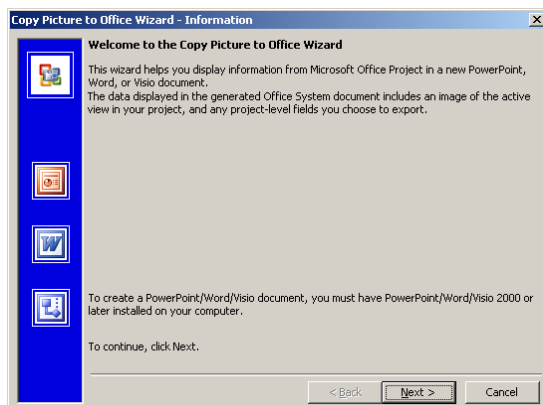 Copy Picture to Office Wizard - Information
Welcome to the Copy Picture to Office Wizard
This wizard helps you display information from Microsoft Office Project in a new PowerPoint,
Word, or Visio document.
The data displayed in the generated Office System document includes an image of the active
view in your project, and any project-level fields you choose to export.
To create a PowerPoint/Word/Visio document, you must have PowerPoint/Word/Visio 2000 or
later installed on your computer.
To continue, click Next.
< Back Next > Cancel